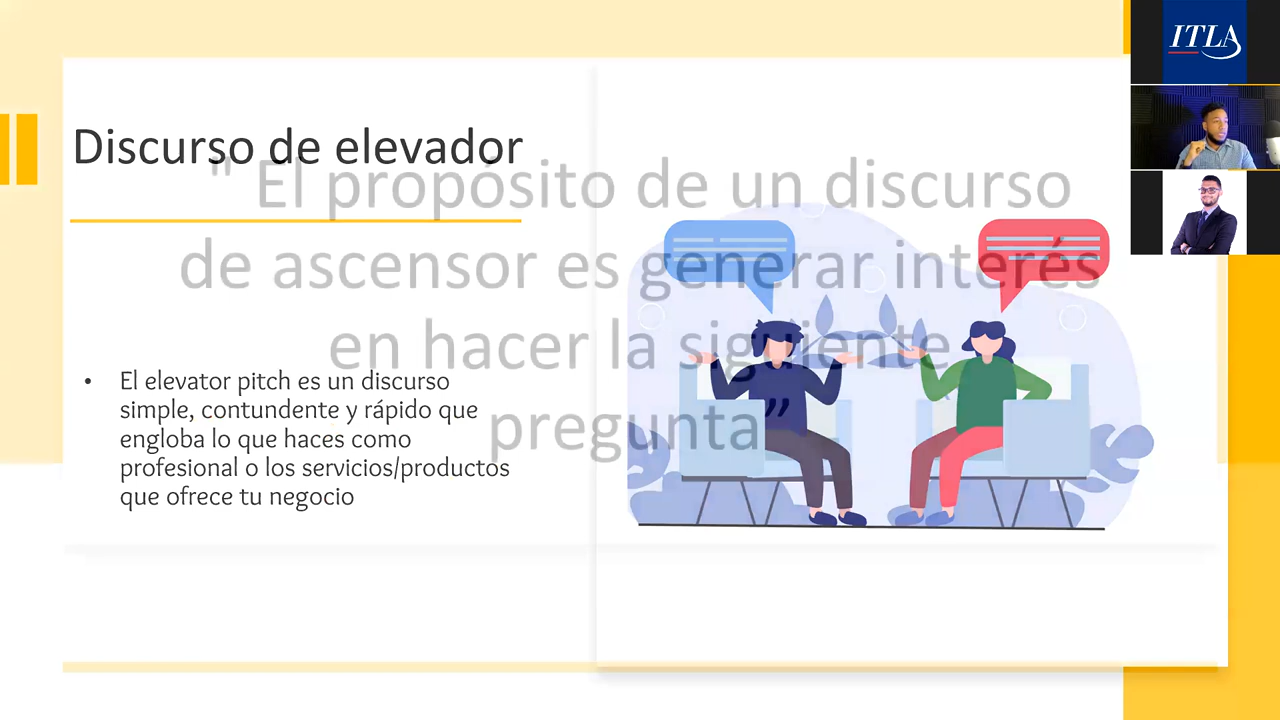 Discurso de elevador
" El propósito de un discurso
de ascensor es generar interés
en hacer la siguiente
pregunta”
• El elevator pitch es un discurso
simple, contundente y rápido que
engloba lo que haces como
profesional o los servicios/productos
que ofrece tu negocio
ITLA